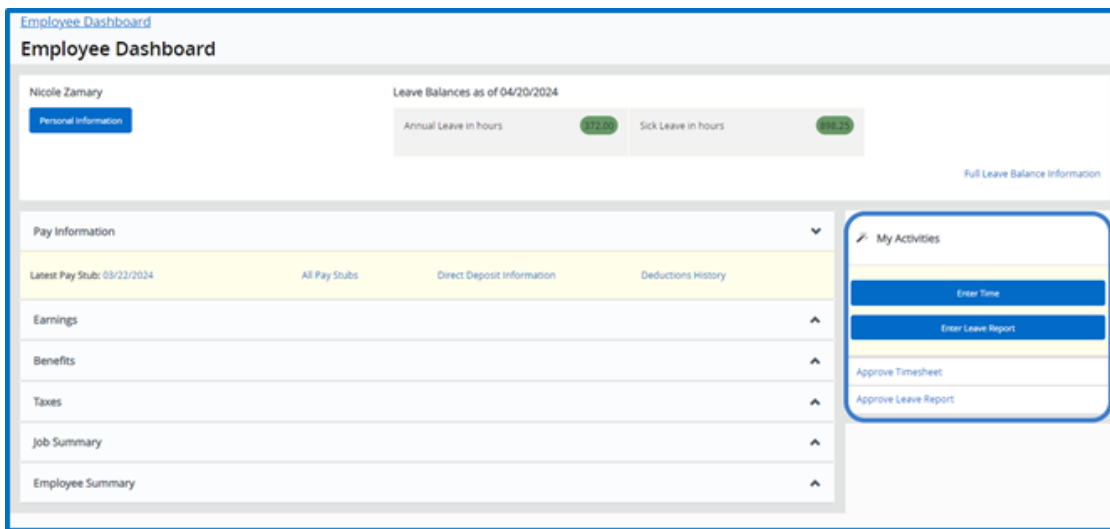 Employee Dashboard
Employee Dashboard
Nicole Zamary
Personal Information
Leave Balances as of 04/20/2024
Annual Leave in hours 372.00 Sick Leave in hours 898.25
Full Leave Balance Information
Pay Information
Latest Pay Stub: 03/22/2024 All Pay Stubs Direct Deposit Information Deductions History
Earnings
Benefits
Taxes
Job Summary
Employee Summary
My Activities
Enter Time
Enter Leave Report
Approve Timesheet
Approve Leave Report